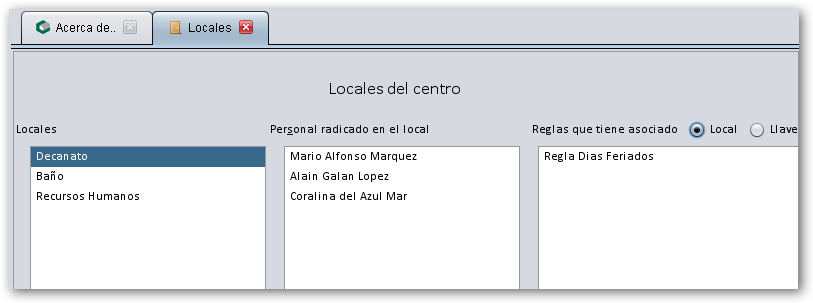 Acerca de.. Locales
Locales del centro
Locales Personal radicado en el local Reglas que tiene asociado Local Llave
Decanato Mario Alfonso Marquez Regla Dias Feriados
Baño Alain Galan Lopez
Recursos Humanos Coralina del Azul Mar